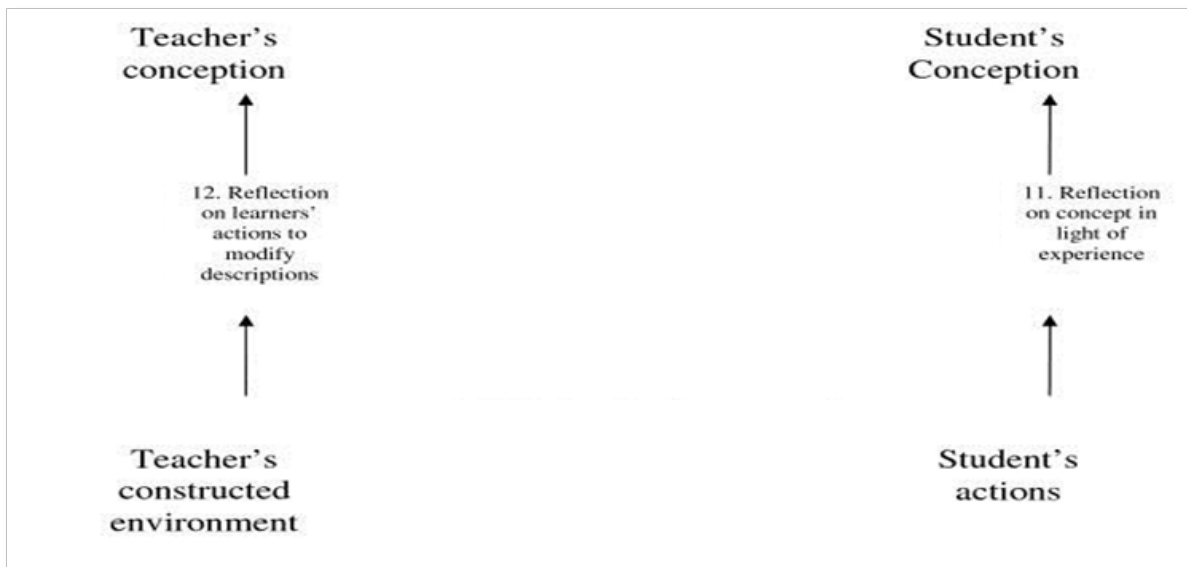 Teacher's
conception
Student's
Conception
12. Reflection
on learners'
actions to
modify
descriptions
11. Reflection
on concept in
light of
experience
Teacher's
constructed
environment
Student's
actions